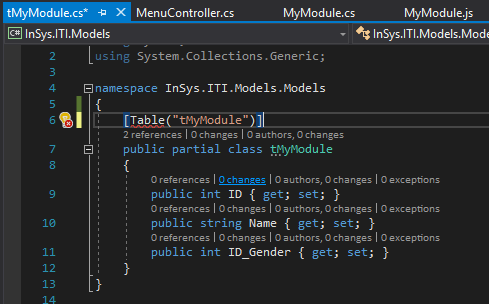 tMyModule.cs*
MenuController.cs
MyModule.cs
MyModule.js
C# InSys.ITI.Models
InSys.ITI.Models.Mode
2 using System.Collections.Generic;
3
4 namespace InSys.ITI.Models.Models
5 {
6 [Table("tMyModule")]
2 references | 0 changes | 0 authors, 0 changes
7 public partial class tMyModule
8 {
0 references | 0 changes | 0 authors, 0 changes | 0 exceptions
9 public int ID { get; set; }
0 references | 0 changes | 0 authors, 0 changes | 0 exceptions
10 public string Name { get; set; }
0 references | 0 changes | 0 authors, 0 changes | 0 exceptions
11 public int ID_Gender { get; set; }
12 }
13 }
14